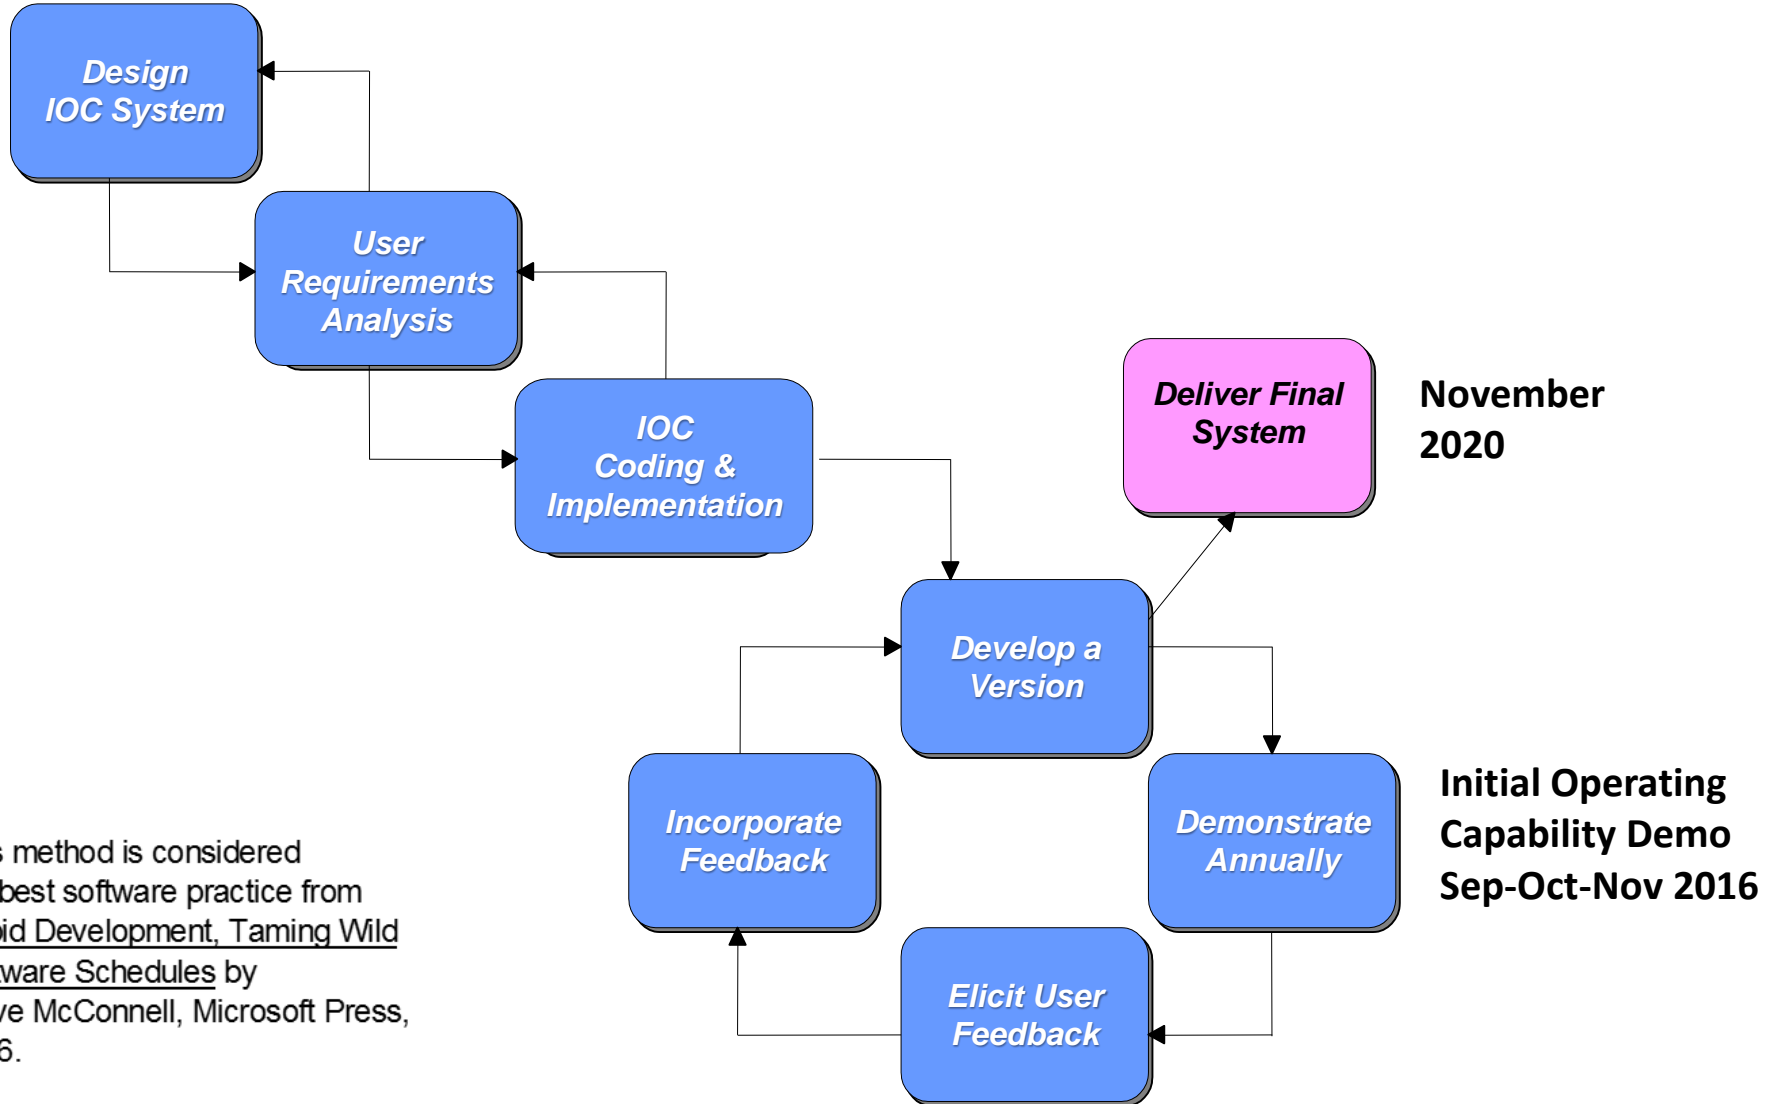 Design
IOC System
User
Requirements
Analysis
IOC
Coding &
Implementation
Deliver Final
System
November
2020
Develop a
Version
Incorporate
Feedback
Demonstrate
Annually
Initial Operating
Capability Demo
Sep-Oct-Nov 2016
Elicit User
Feedback
s method is considered
best software practice from
id Development, Taming Wild
ware Schedules by
ve McConnell, Microsoft Press,
6.